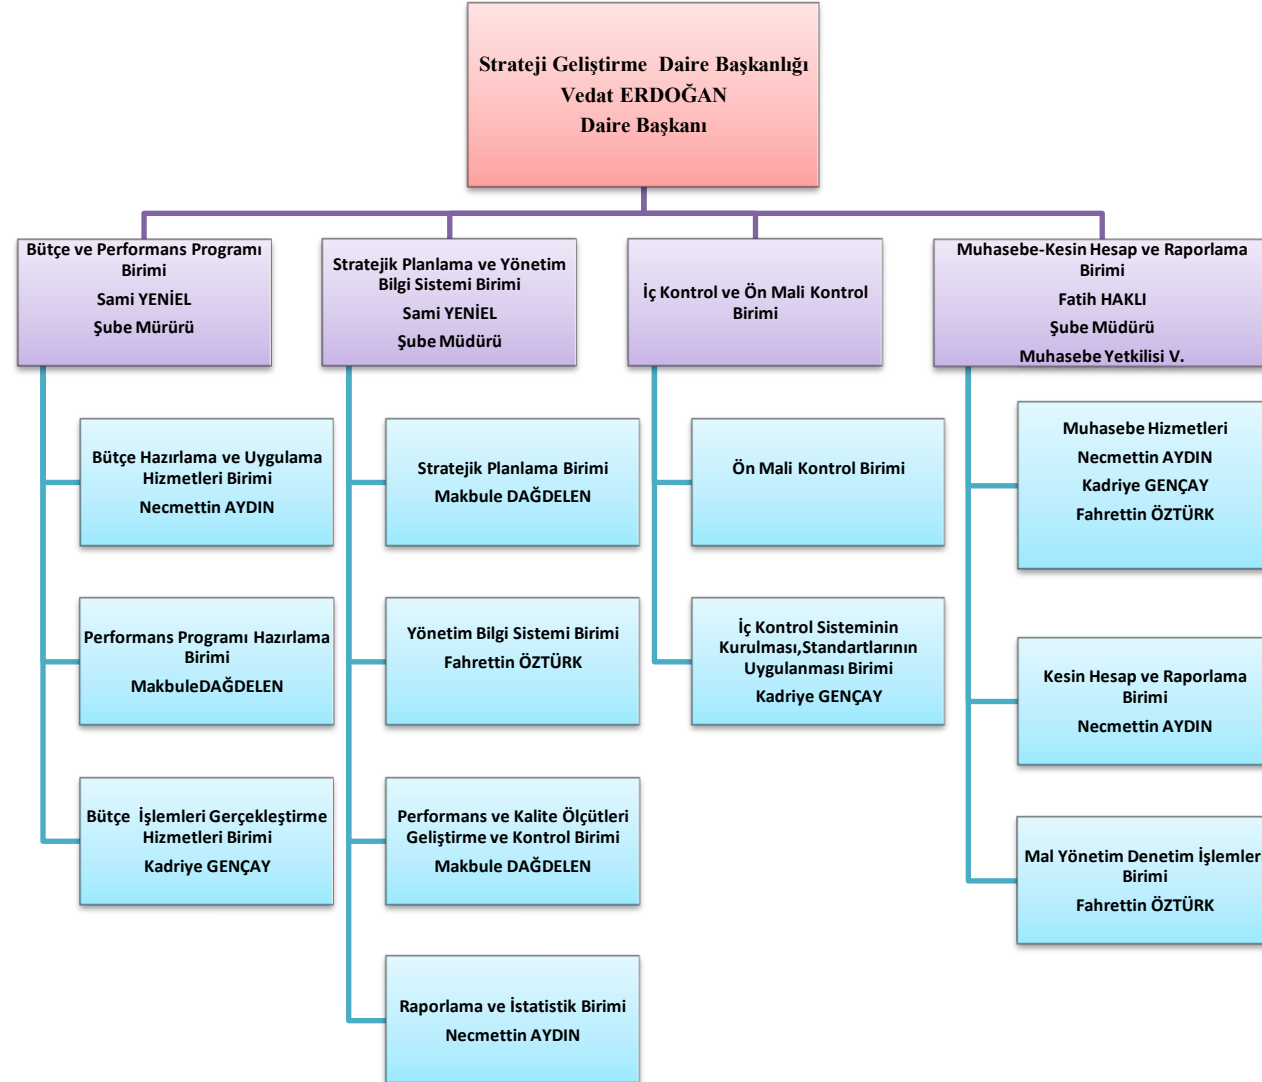 Strateji Geliştirme Daire Başkanlığı
Vedat ERDOĞAN
Daire Başkanı
Bütçe ve Performans Programı
Birimi
Sami YENİEL
Şube Mürürü
Stratejik Planlama ve Yönetim
Bilgi Sistemi Birimi
Sami YENİEL
Şube Müdürü
İç Kontrol ve Ön Mali Kontrol
Birimi
Muhasebe-Kesin Hesap ve Raporlama
Birimi
Fatih HAKLI
Şube Müdürü
Muhasebe Yetkilisi V.
Bütçe Hazırlama ve Uygulama
Hizmetleri Birimi
Necmettin AYDIN
Performans Programı Hazırlama
Birimi
MakbuleDAĞDELEN
Bütçe İşlemleri Gerçekleştirme
Hizmetleri Birimi
Kadriye GENÇAY
Stratejik Planlama Birimi
Makbule DAĞDELEN
Yönetim Bilgi Sistemi Birimi
Fahrettin ÖZTÜRK
Performans ve Kalite Ölçütleri
Geliştirme ve Kontrol Birimi
Makbule DAĞDELEN
Raporlama ve İstatistik Birimi
Necmettin AYDIN
Ön Mali Kontrol Birimi
İç Kontrol Sisteminin
Kurulması,Standartlarının
Uygulanması Birimi
Kadriye GENÇAY
Muhasebe Hizmetleri
Necmettin AYDIN
Kadriye GENÇAY
Fahrettin ÖZTÜRK
Kesin Hesap ve Raporlama
Birimi
Necmettin AYDIN
Mal Yönetim Denetim İşlemler
Birimi
Fahrettin ÖZTÜRK